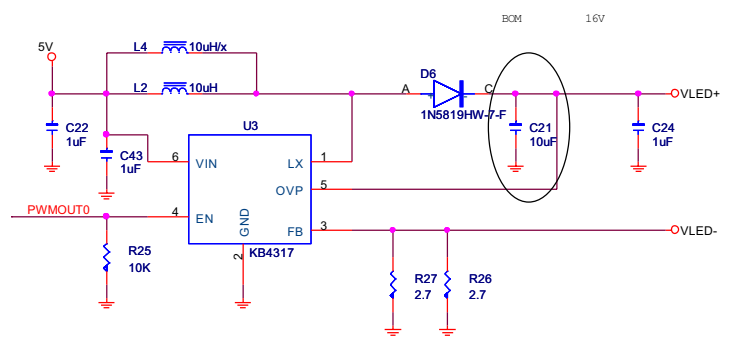 BOM 16V
5V
L4 10uH/x
L2 10uH
D6
A C
1N5819HW-7-F
VLED+
C22
1uF
C43
1uF
U3
C21
10uF
C24
1uF
6 VIN LX 1
OVP 5
PWMOUT0
4 EN GND FB 3
VLED-
2 KB4317
R25
10K
R27
2.7
R26
2.7